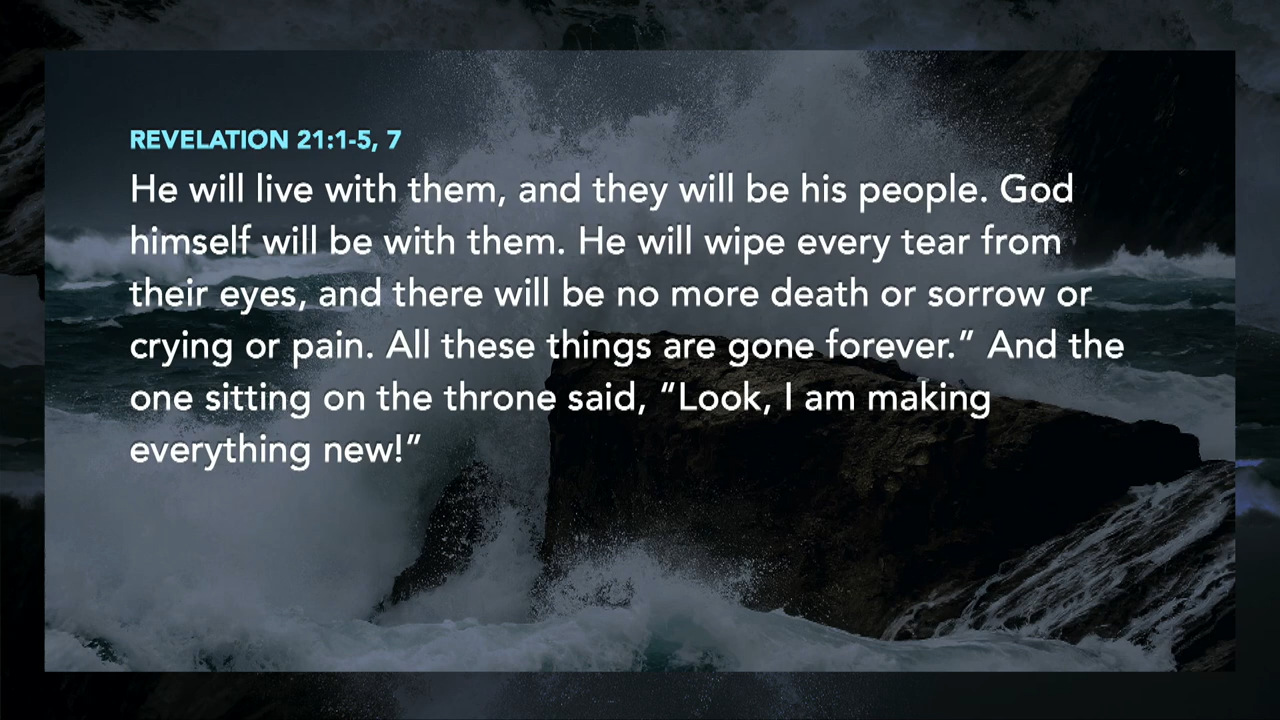 REVELATION 21:1-5, 7
He will live with them, and they will be his people. God
himself will be with them. He will wipe every tear from
their eyes, and there will be no more death or sorrow or
crying or pain. All these things are gone forever.” And the
one sitting on the throne said, “Look, I am making
everything new!”